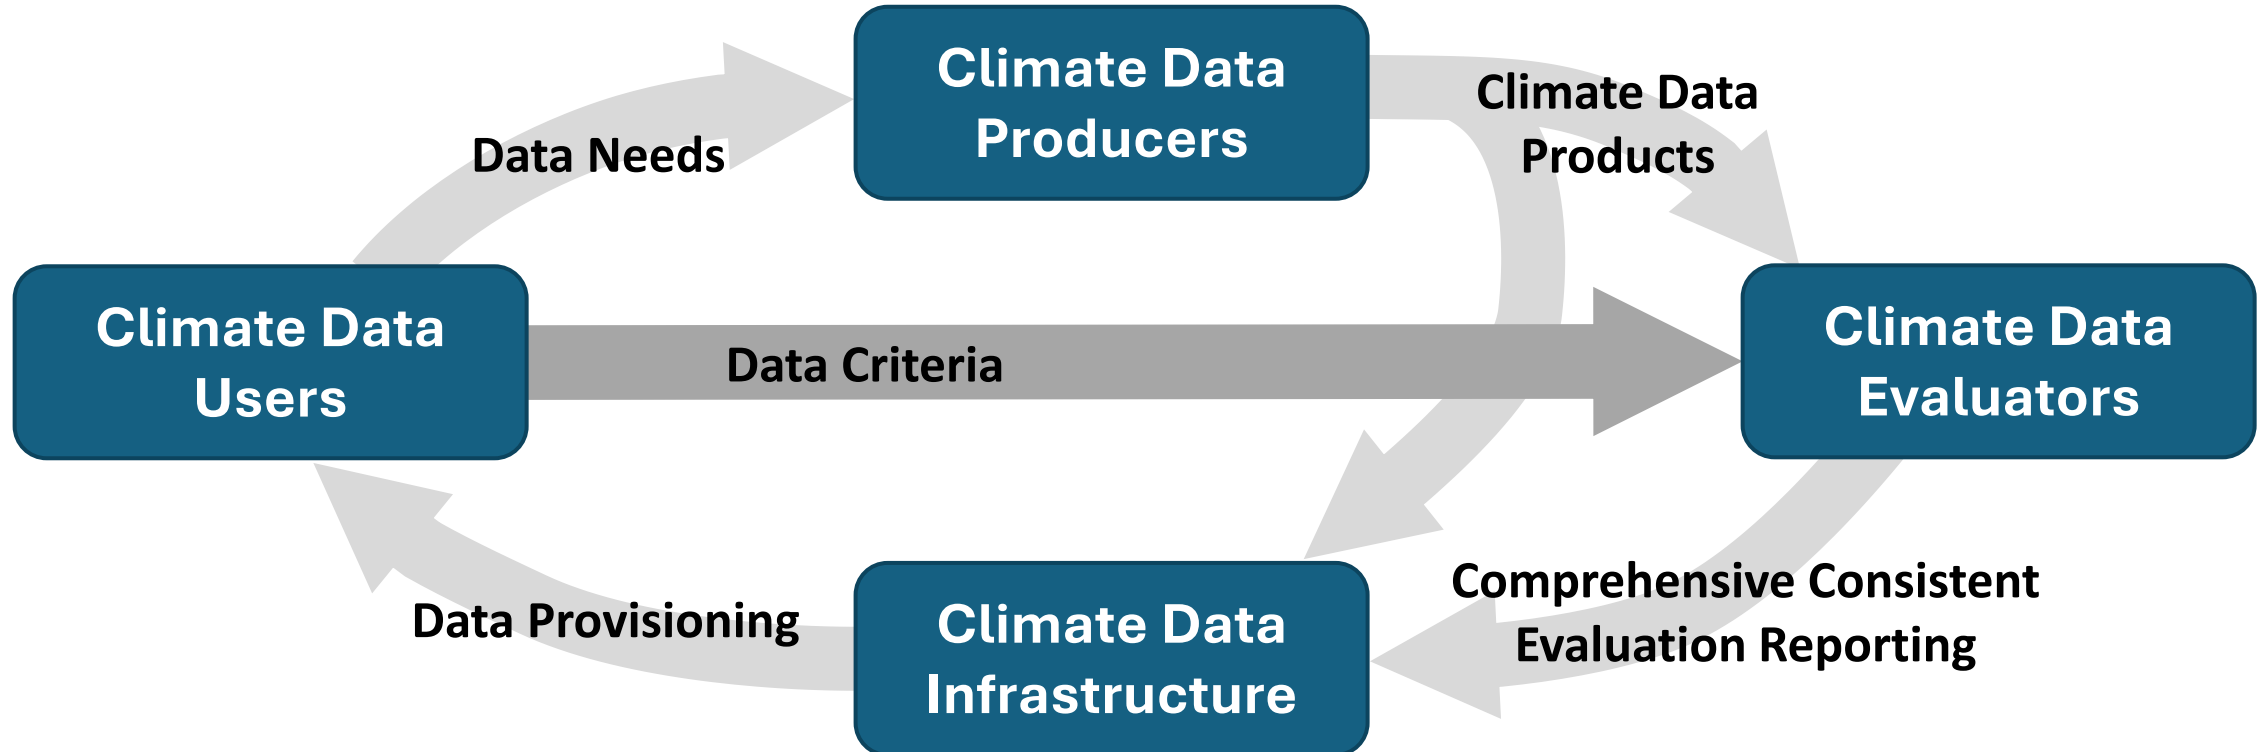 Climate Data
Producers
Climate Data
Products
Data Needs
Climate Data
Users
Data Criteria
Climate Data
Evaluators
Data Provisioning
Climate Data
Infrastructure
Comprehensive Consistent
Evaluation Reporting